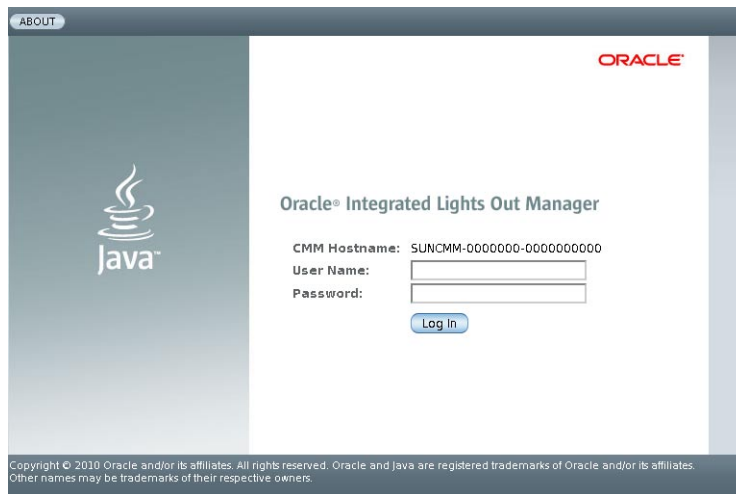 ABOUT
ORACLE®
Java™
Oracle® Integrated Lights Out Manager
CMM Hostname: SUNCMM-0000000-0000000000
User Name:
Password:
Log In
Copyright © 2010 Oracle and/or its affiliates. All rights reserved. Oracle and Java are registered trademarks of Oracle and/or its affiliates.
Other names may be trademarks of their respective owners.